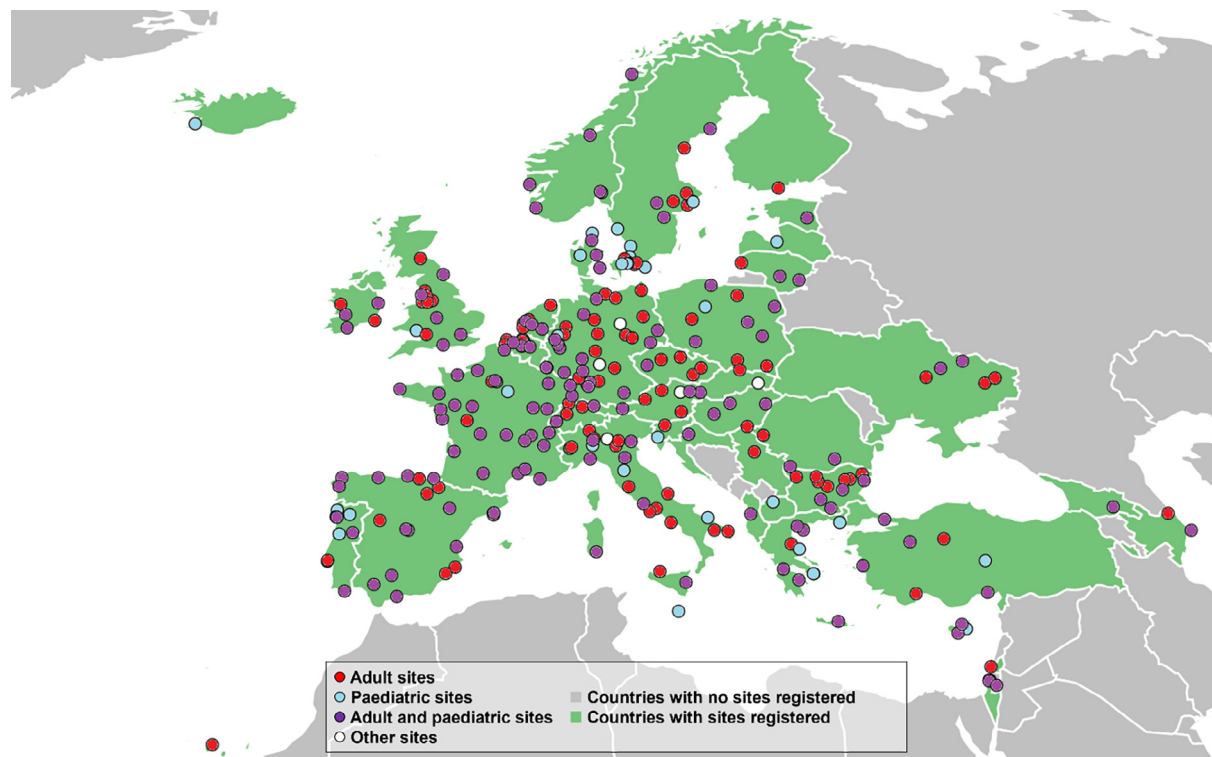 Adult sites
Paediatric sites
Countries with no sites registered
Adult and paediatric sites
Countries with sites registered
Other sites